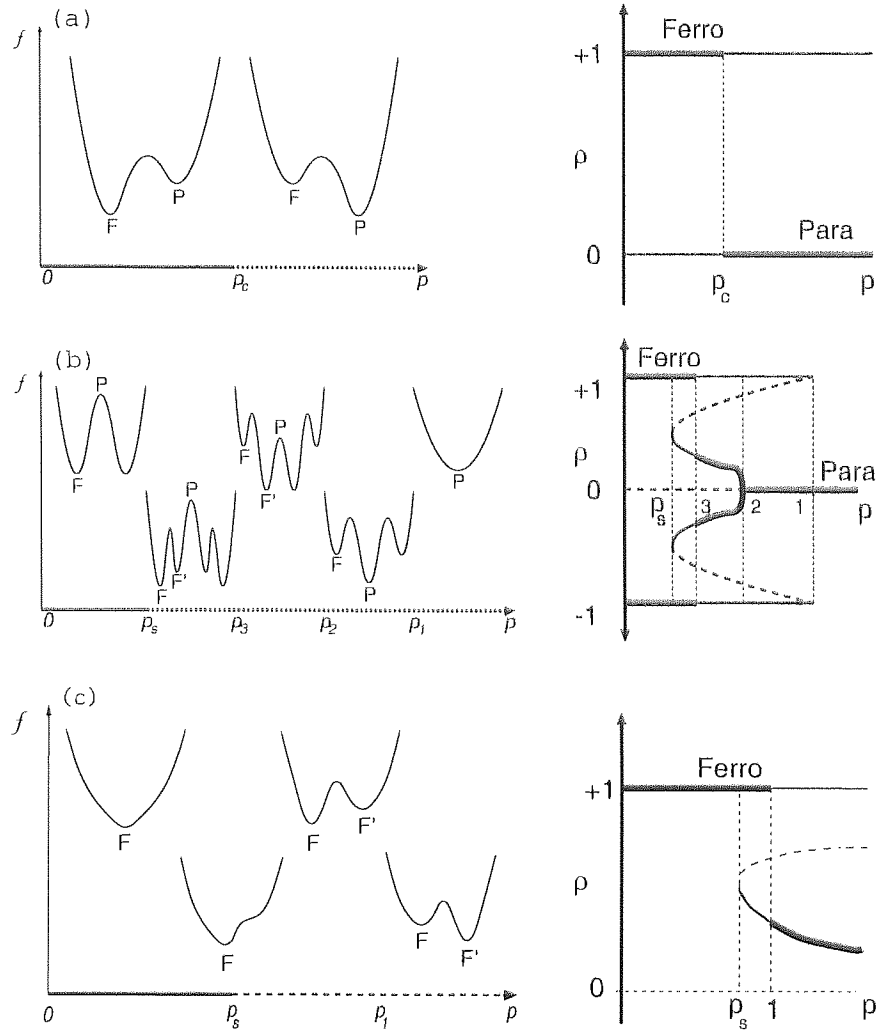 (a)
f
F
P
F
P
0
p_c
p
Ferro
+1
ρ
Para
0
p_c
p
(b)
f
P
F
P
F
F'
P
F
F'
F
P
P
0
p_s
p_3
p_2
p_1
p
Ferro
+1
ρ
Para
0
p_s
3
2
1
p
-1
(c)
f
F
F
F
F'
F
F'
0
p_s
p_1
p
Ferro
+1
ρ
0
p_s
1
p